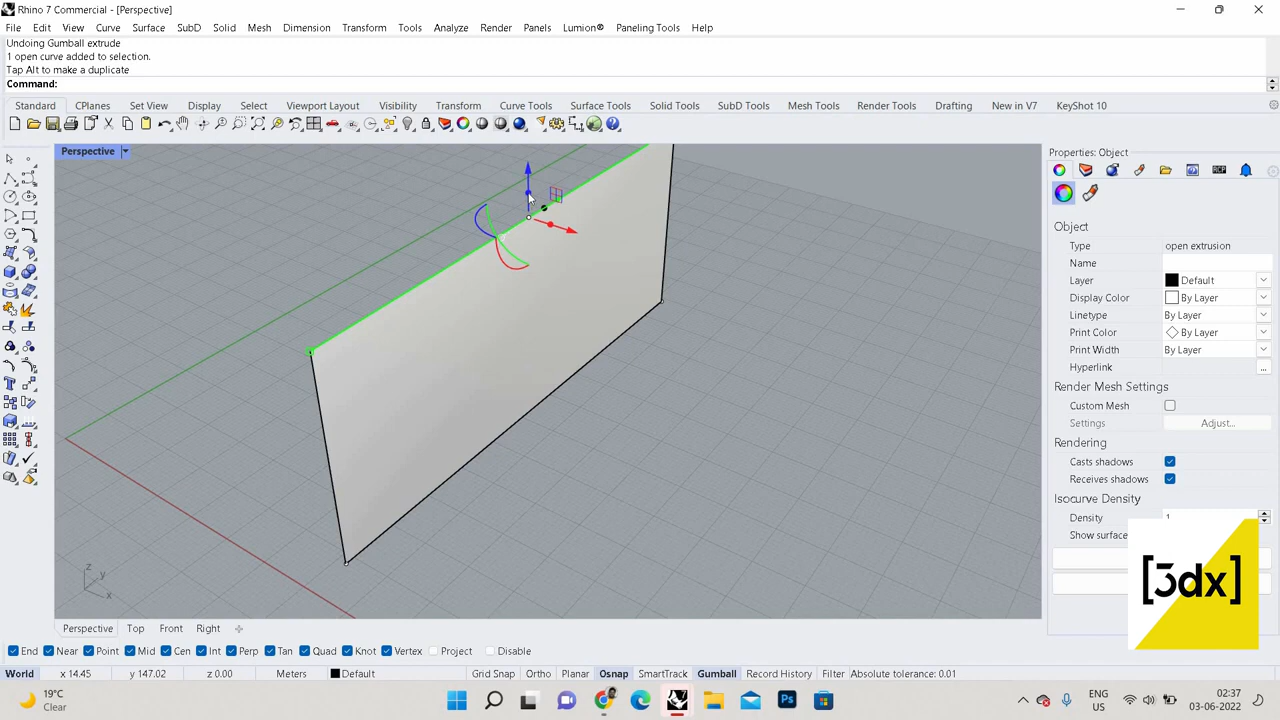 Rhino 7 Commercial - [Perspective]
File Edit View Curve Surface SubD Solid Mesh Dimension Transform Tools Analyze Render Panels Lumion® Paneling Tools Help
Undoing Gumball extrude
1 open curve added to selection.
Tap Alt to make a duplicate
Command:
Standard CPlanes Set View Display Select Viewport Layout Visibility Transform Curve Tools Surface Tools Solid Tools SubD Tools Mesh Tools Render Tools Drafting New in V7 KeyShot 10
Perspective
Properties: Object
RCP
Object
Type open extrusion
Name
Layer Default
Display Color By Layer
Linetype By Layer
Print Color By Layer
Print Width By Layer
Hyperlink ...
Render Mesh Settings
Custom Mesh
Settings Adjust...
Rendering
Casts shadows
Receives shadows
Isocurve Density
Density 1
Show surface
[3dx]
z
y
x
Perspective Top Front Right
End Near Point Mid Cen Int Perp Tan Quad Knot Vertex Project Disable
World x 14.45 y 147.02 z 0.00 Meters Default Grid Snap Ortho Planar Osnap SmartTrack Gumball Record History Filter Absolute tolerance: 0.01
19°C
Clear
Ps
ENG
US
02:37
03-06-2022